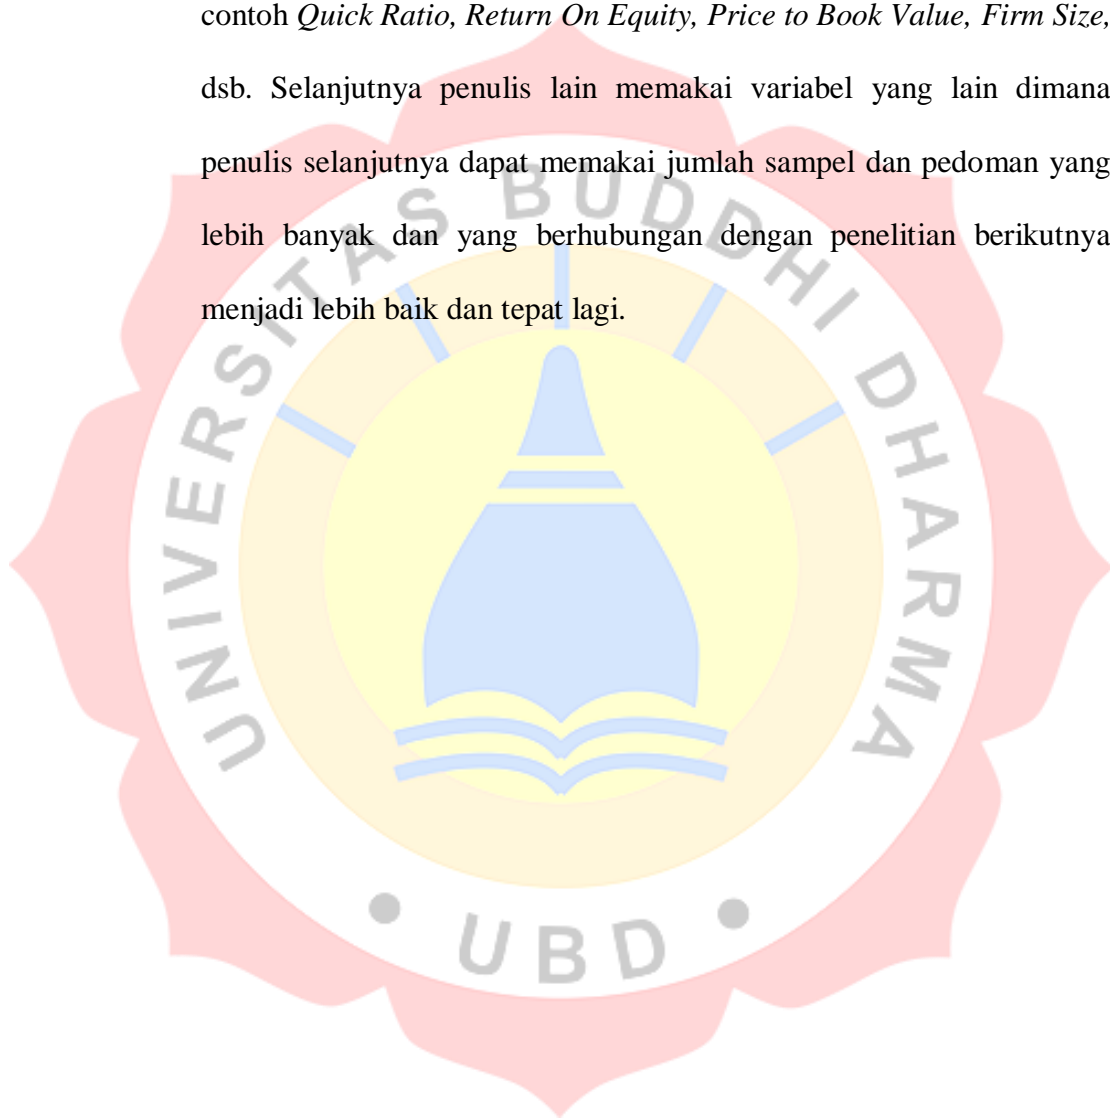 contoh Quick Ratio, Return On Equity, Price to Book Value, Firm Size,
dsb. Selanjutnya penulis lain memakai variabel yang lain dimana
penulis selanjutnya dapat memakai jumlah sampel dan pedoman yang
lebih banyak dan yang berhubungan dengan penelitian berikutnya
menjadi lebih baik dan tepat lagi.
UNIVERSITAS BUDDHI DHARMA
• UBD •